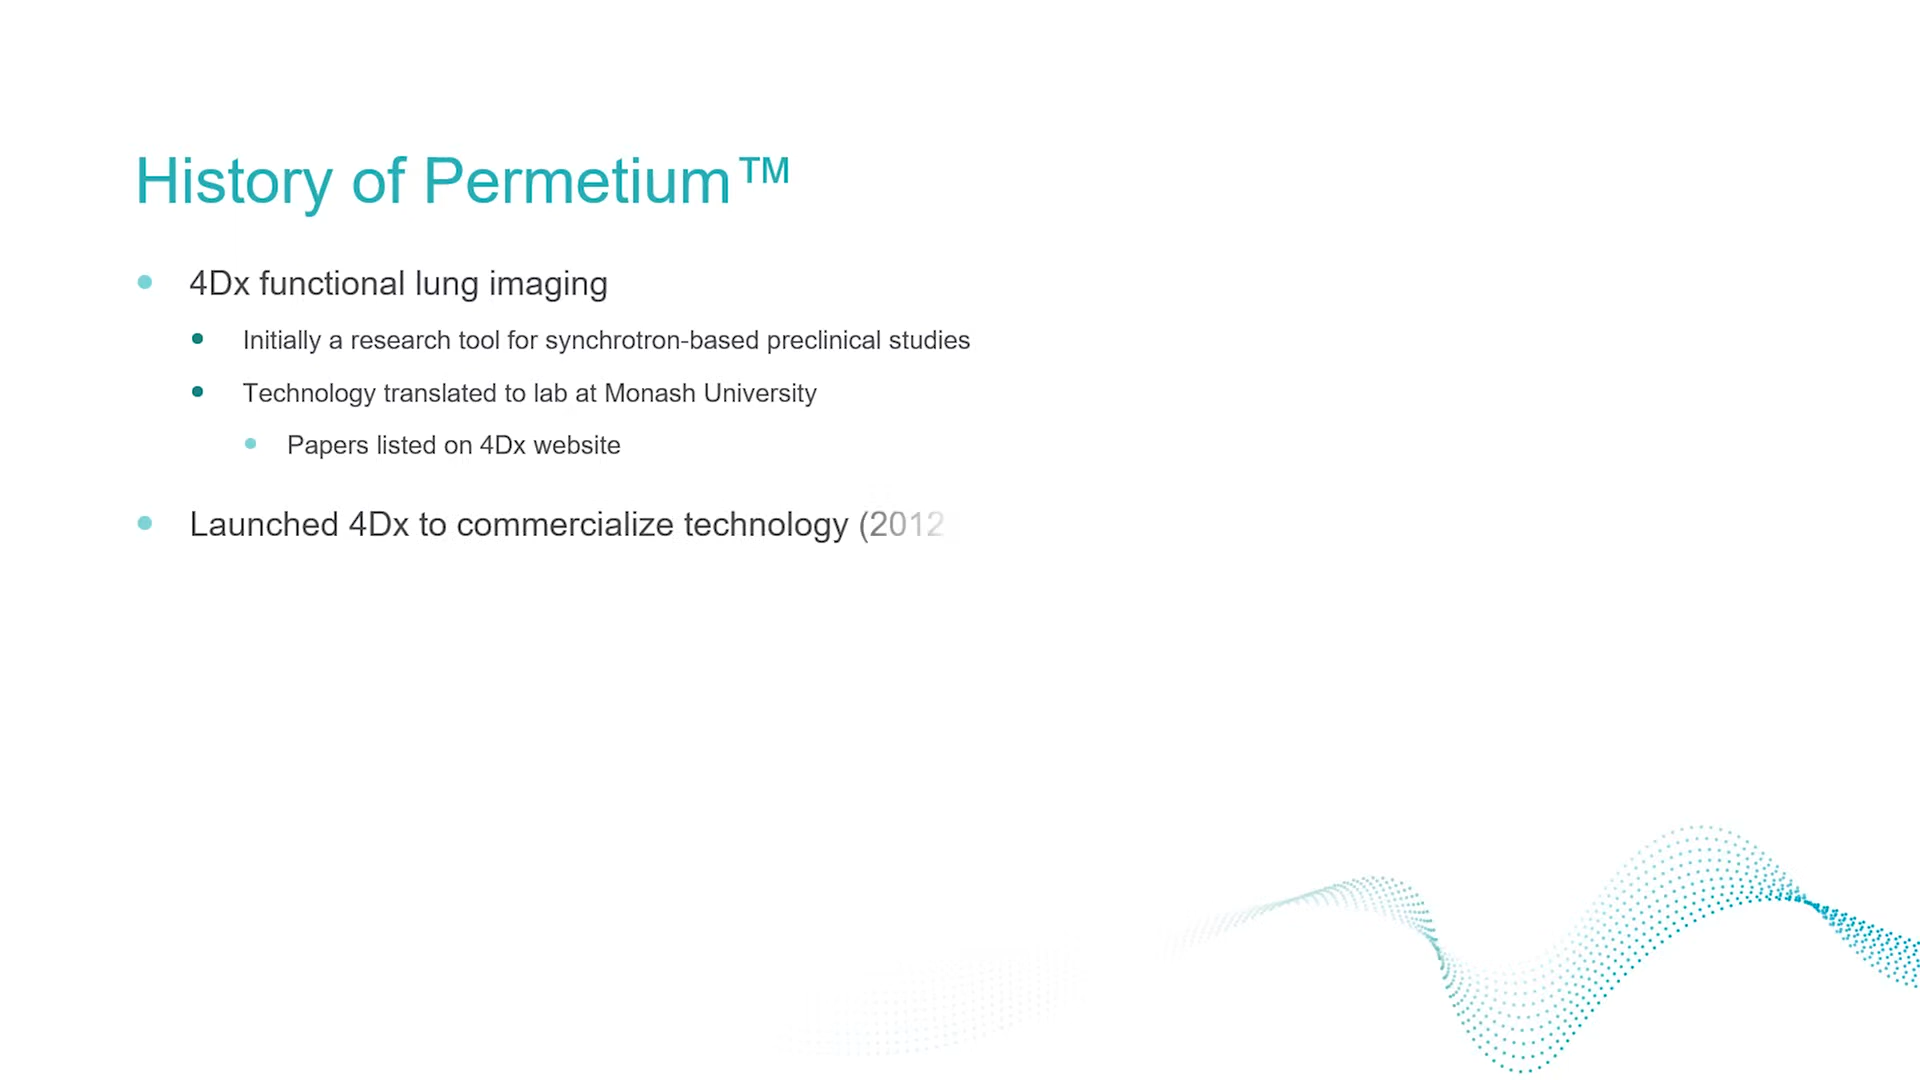 History of Permetium™
4Dx functional lung imaging
Initially a research tool for synchrotron-based preclinical studies
Technology translated to lab at Monash University
Papers listed on 4Dx website
Launched 4Dx to commercialize technology (2012